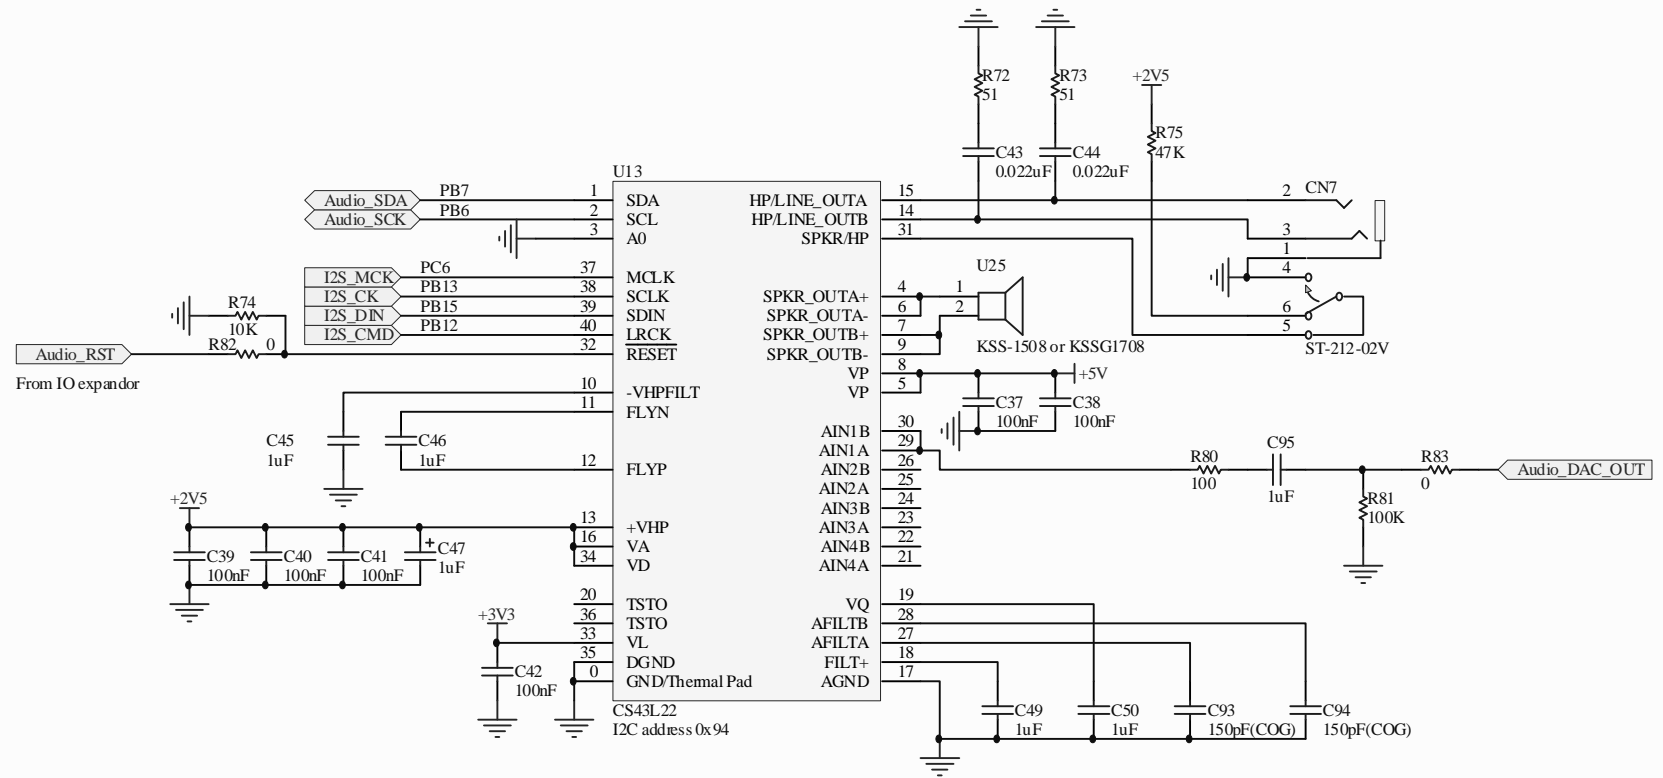 R72
51
R73
51
+2V5
R75
47K
C43
0.022uF
C44
0.022uF
U13
Audio_SDA PB7 1 SDA HP/LINE_OUTA 15 2 CN7
Audio_SCK PB6 2 SCL HP/LINE_OUTB 14
3 A0 SPKR/HP 31 3
1
I2S_MCK PC6 37 MCLK U25 4
I2S_CK PB13 38 SCLK SPKR_OUTA+ 4 1
I2S_DIN PB15 39 SDIN SPKR_OUTA- 6 2 6
I2S_CMD PB12 40 LRCK SPKR_OUTB+ 7 5
R74
10K
Audio_RST R82 0 32 RESET SPKR_OUTB- 9 KSS-1508 or KSSG1708 ST-212-02V
From IO expandor
VP 8 +5V
10 -VHPFILT VP 5
11 FLYN
C37
100nF
C38
100nF
C45
1uF
C46
1uF
12 FLYP
AIN1B 30
AIN1A 29
AIN2B 26
AIN2A 25
AIN3B 24
AIN3A 23
AIN4B 22
AIN4A 21
R80
100
C95
1uF
R83
0
Audio_DAC_OUT
R81
100K
+2V5
13 +VHP
16 VA
34 VD
C39
100nF
C40
100nF
C41
100nF
+ C47
1uF
20 TSTO VQ 19
36 TSTO AFILTB 28
+3V3
33 VL AFILTA 27
35 DGND FILT+ 18
0 GND/Thermal Pad AGND 17
C42
100nF
CS43L22
I2C address 0x94
C49
1uF
C50
1uF
C93
150pF(COG)
C94
150pF(COG)